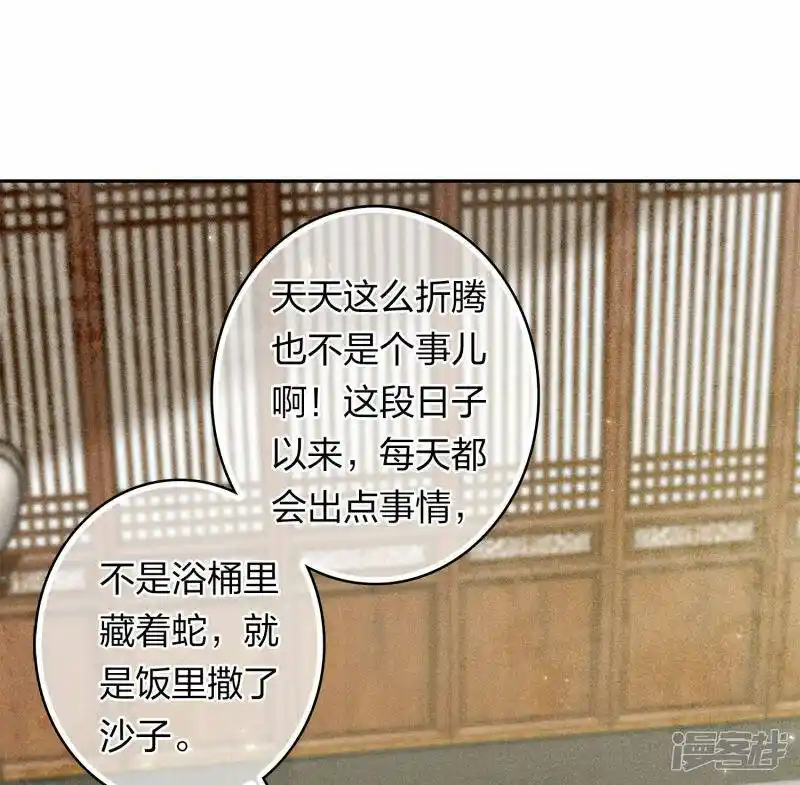 天天这么折腾
也不是个事儿
啊！这段日子
以来，每天都
会出点事情，
不是浴桶里
藏着蛇，就
是饭里撒了
沙子。
漫客栈